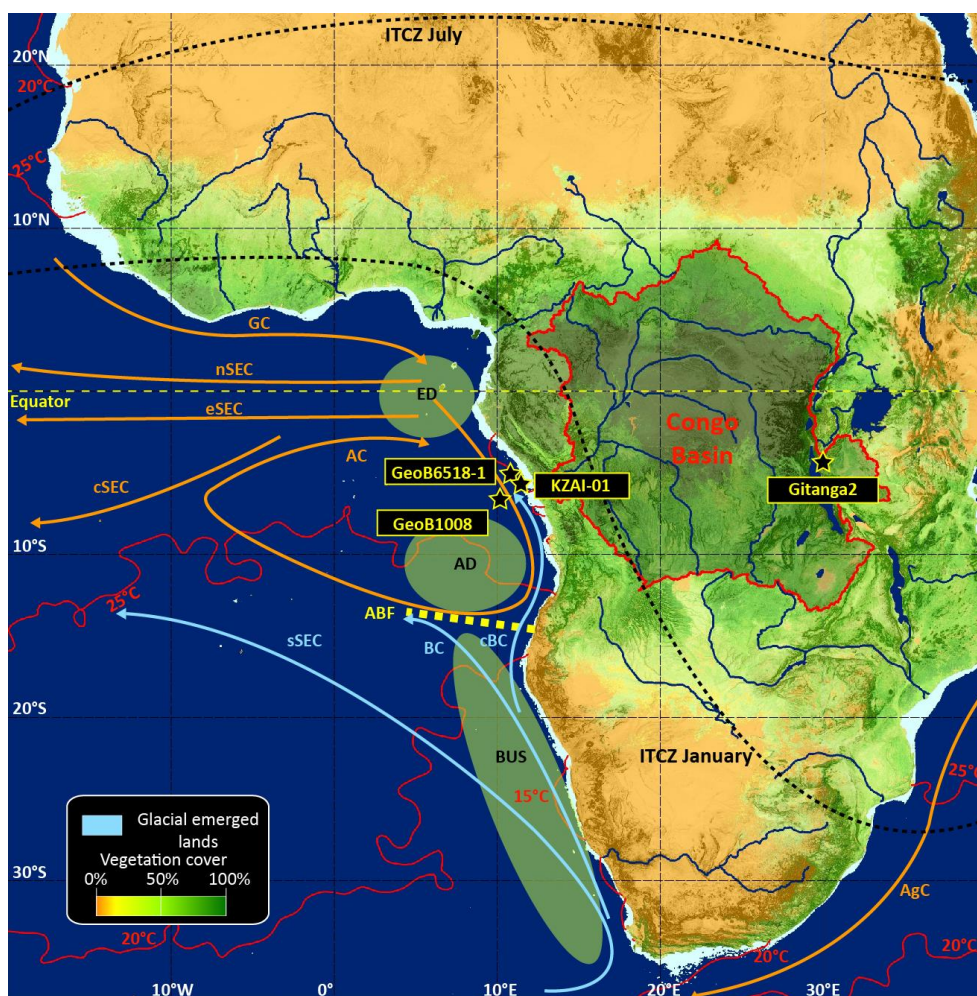 ITCZ July
20°N
20°C
25°C
10°N
GC
nSEC
ED
Equator
eSEC
Congo
Basin
AC
cSEC
GeoB6518-1
KZAI-01
Gitanga2
GeoB1008
10°S
AD
25°C
ABF
sSEC
BC
cBC
20°S
BUS
ITCZ January
15°C
25°C
Glacial emerged
lands
Vegetation cover
0%
50%
100%
30°S
AgC
20°C
20°C
20°C
10°W
0°
10°E
20°E
30°E